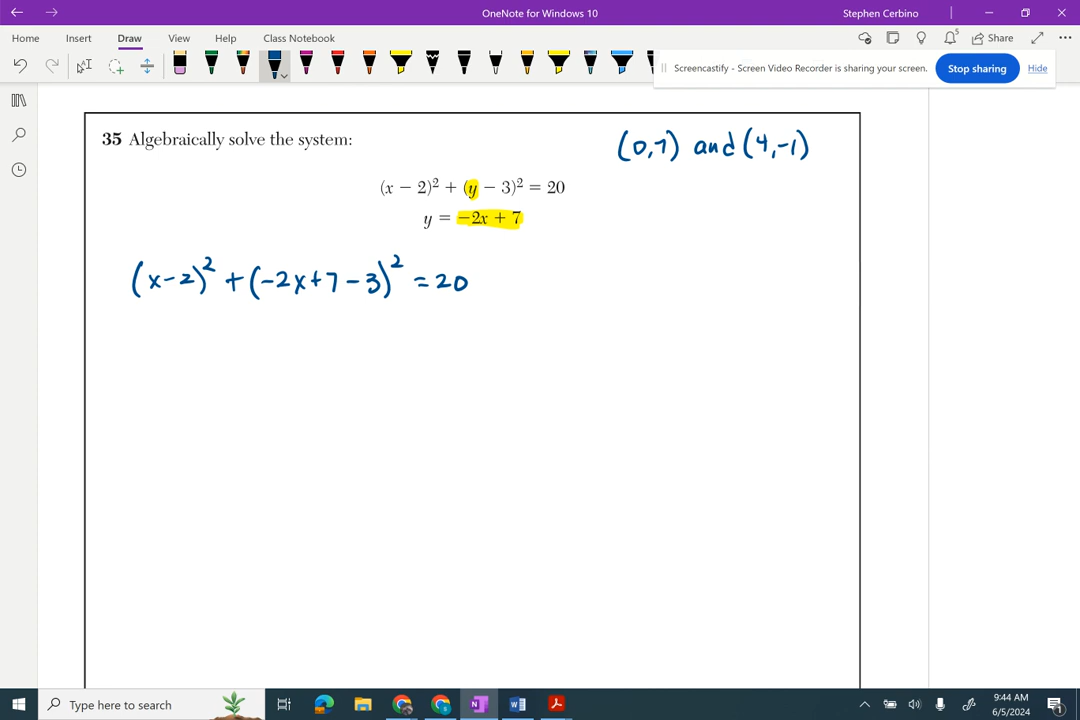 OneNote for Windows 10
Stephen Cerbino
Home Insert Draw View Help Class Notebook
Share
Screencastify - Screen Video Recorder is sharing your screen. Stop sharing Hide
35 Algebraically solve the system:
(0,7) and (4,-1)
(x − 2)² + (y − 3)² = 20
y = −2x + 7
(x-2)² + (-2x+7-3)² = 20
Type here to search
9:44 AM
6/5/2024